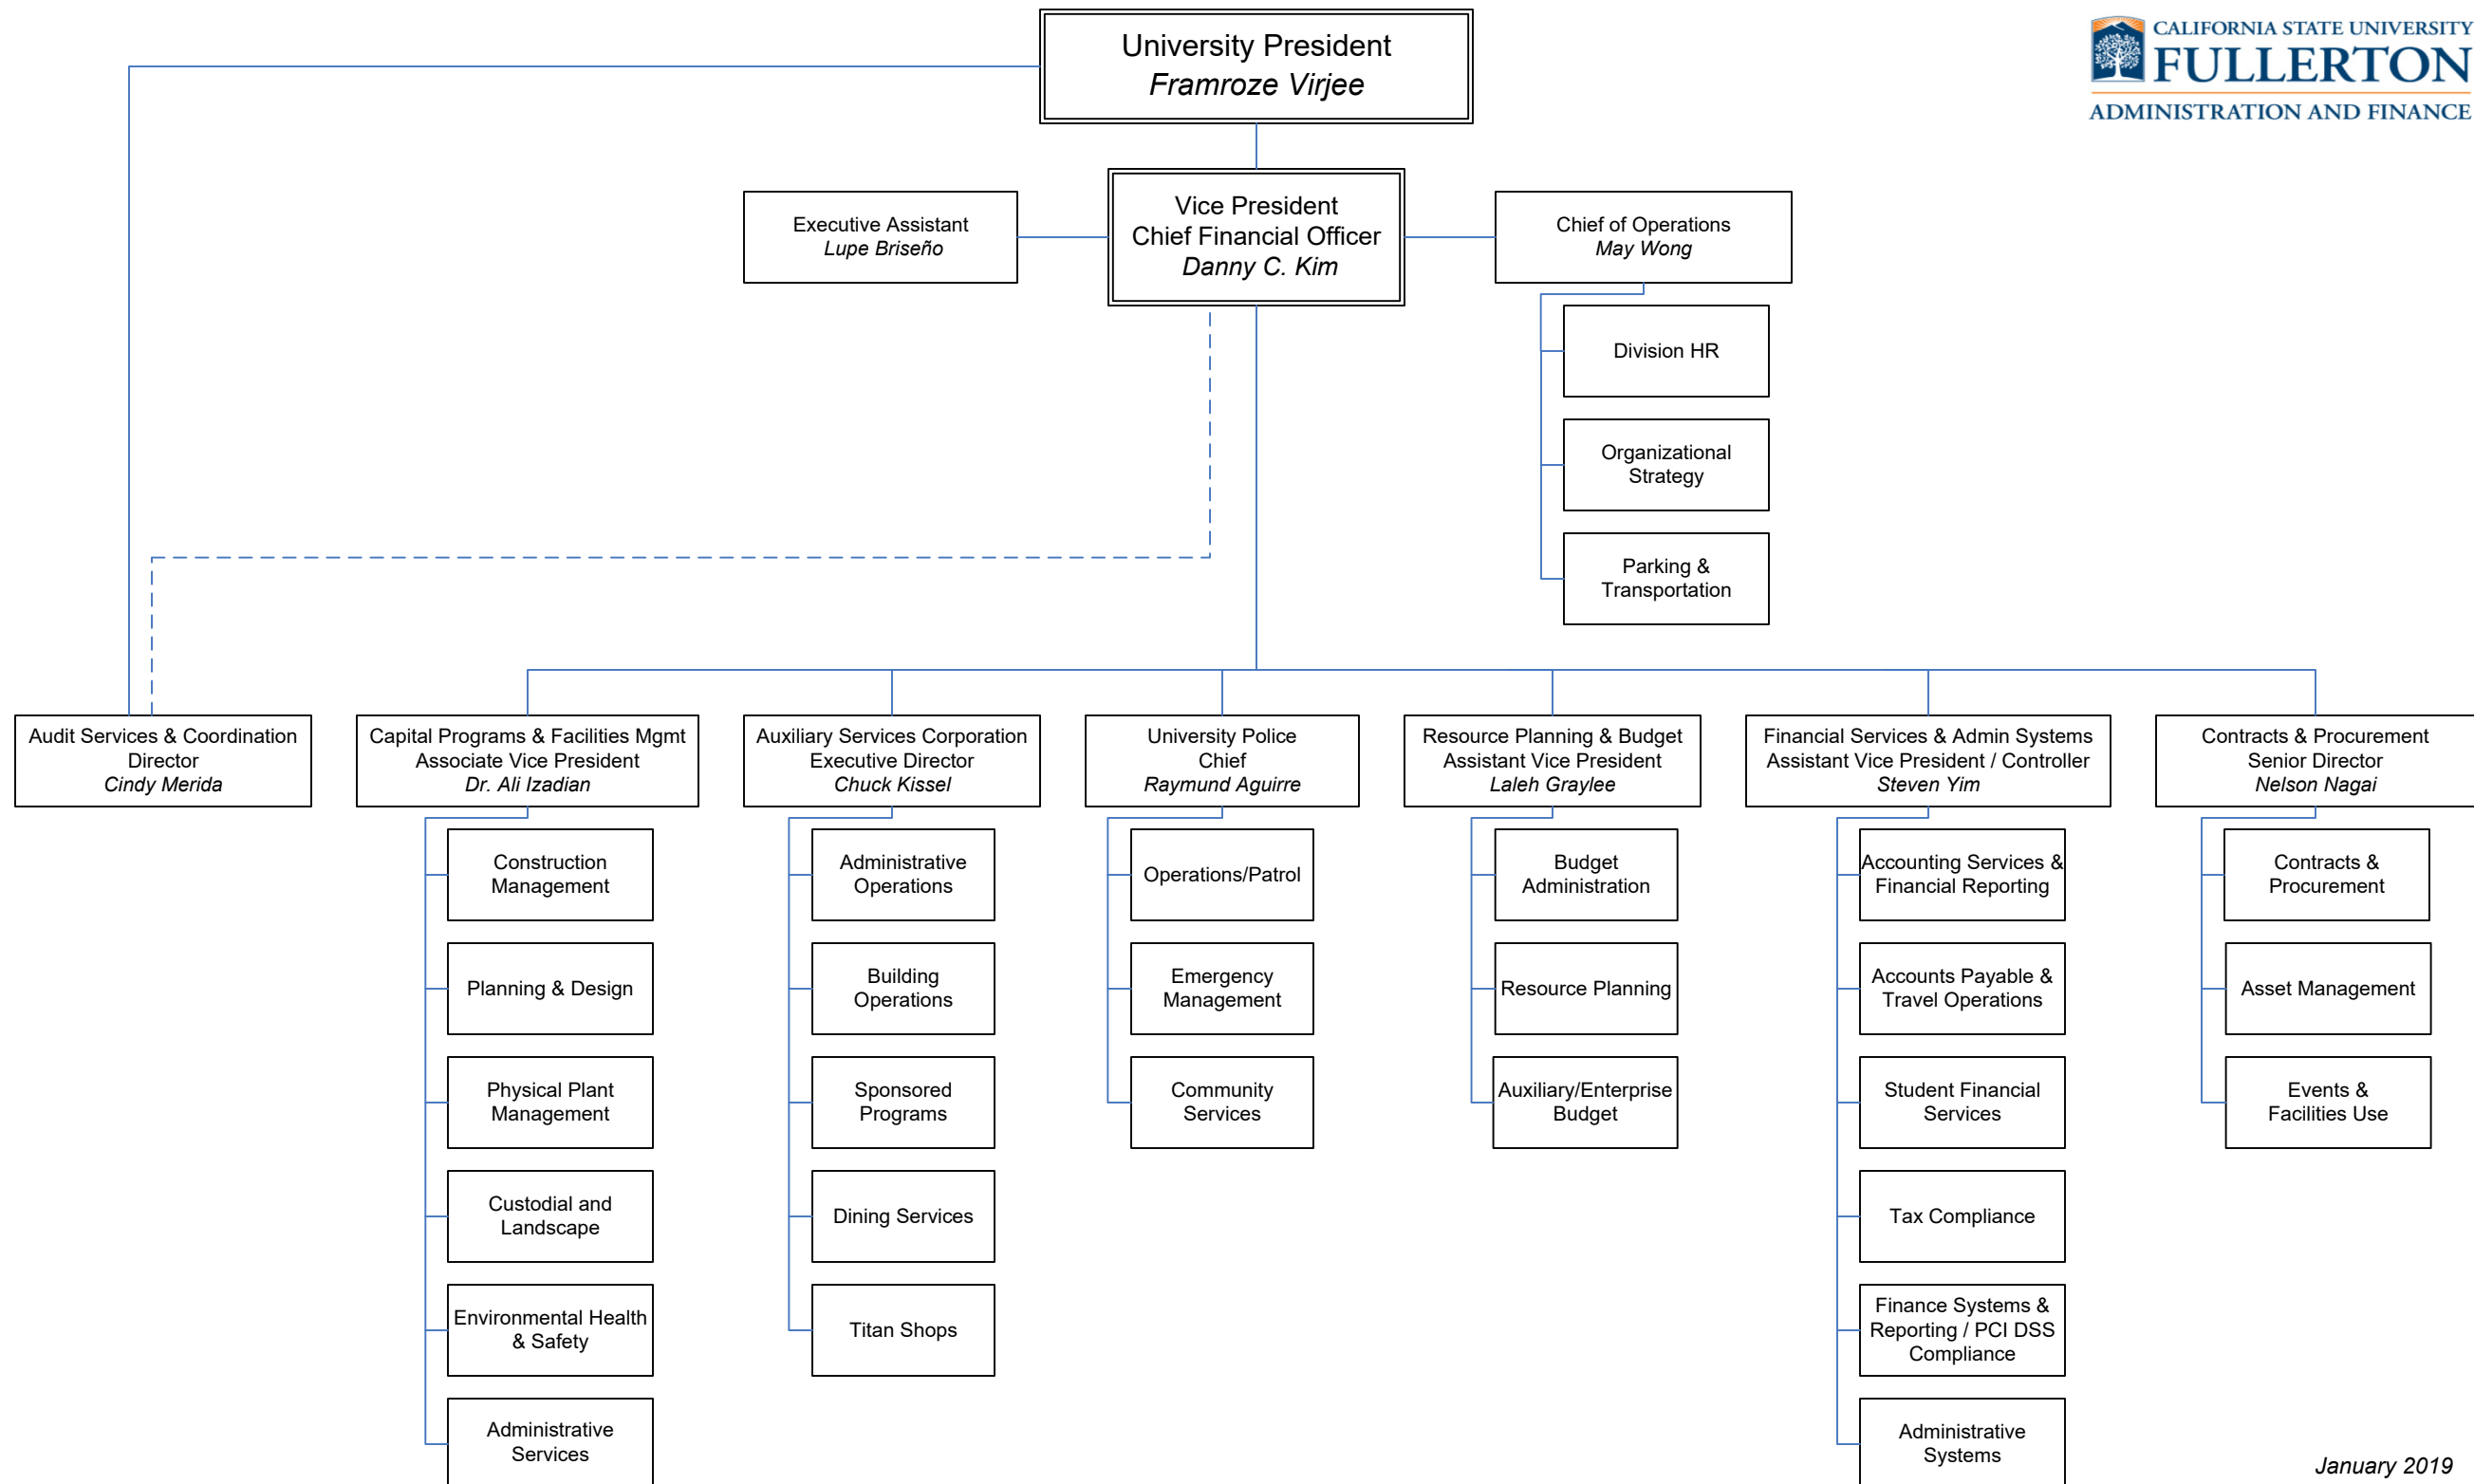 University President
Framroze Virjee
CALIFORNIA STATE UNIVERSITY
FULLERTON
ADMINISTRATION AND FINANCE
Executive Assistant
Lupe Briseño
Vice President
Chief Financial Officer
Danny C. Kim
Chief of Operations
May Wong
Division HR
Organizational
Strategy
Parking &
Transportation
Audit Services & Coordination
Director
Cindy Merida
Capital Programs & Facilities Mgmt
Associate Vice President
Dr. Ali Izadian
Auxiliary Services Corporation
Executive Director
Chuck Kissel
University Police
Chief
Raymund Aguirre
Resource Planning & Budget
Assistant Vice President
Laleh Graylee
Financial Services & Admin Systems
Assistant Vice President / Controller
Steven Yim
Contracts & Procurement
Senior Director
Nelson Nagai
Construction
Management
Planning & Design
Physical Plant
Management
Custodial and
Landscape
Environmental Health
& Safety
Administrative
Services
Administrative
Operations
Building
Operations
Sponsored
Programs
Dining Services
Titan Shops
Operations/Patrol
Emergency
Management
Community
Services
Budget
Administration
Resource Planning
Auxiliary/Enterprise
Budget
Accounting Services &
Financial Reporting
Accounts Payable &
Travel Operations
Student Financial
Services
Tax Compliance
Finance Systems &
Reporting / PCI DSS
Compliance
Administrative
Systems
Contracts &
Procurement
Asset Management
Events &
Facilities Use
January 2019